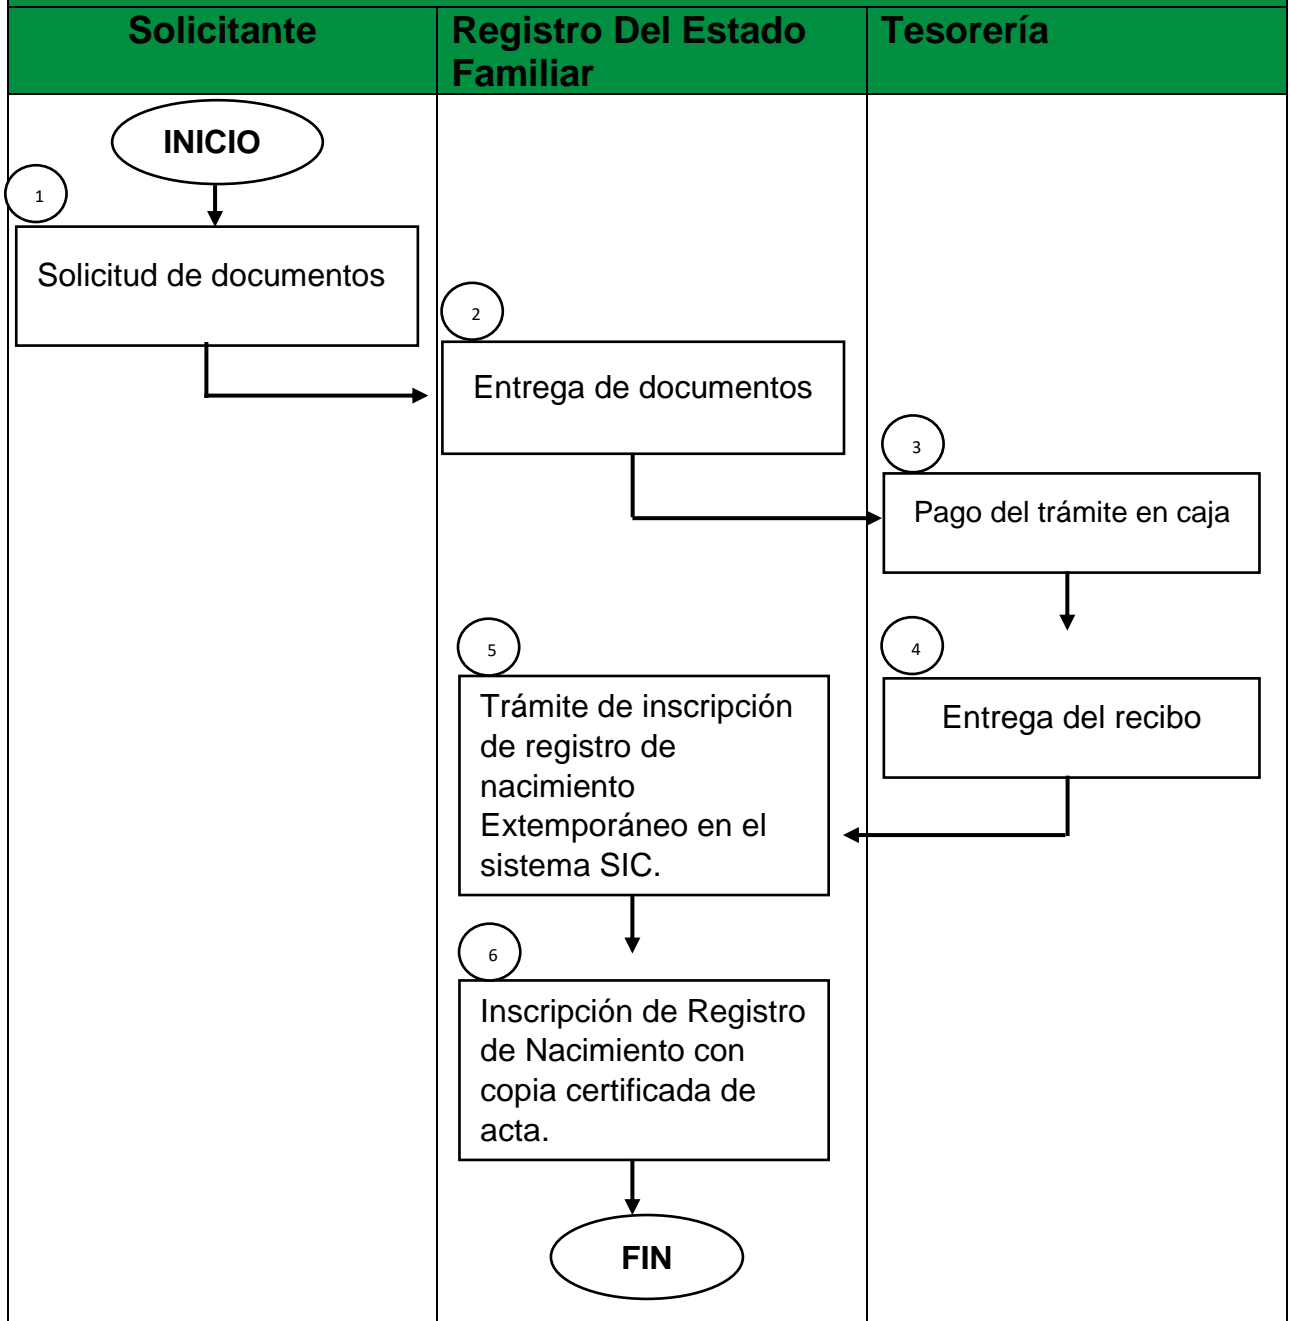 Solicitante
Registro Del Estado
Familiar
Tesorería
INICIO
1
Solicitud de documentos
2
Entrega de documentos
3
Pago del trámite en caja
4
Entrega del recibo
5
Trámite de inscripción
de registro de
nacimiento
Extemporáneo en el
sistema SIC.
6
Inscripción de Registro
de Nacimiento con
copia certificada de
acta.
FIN